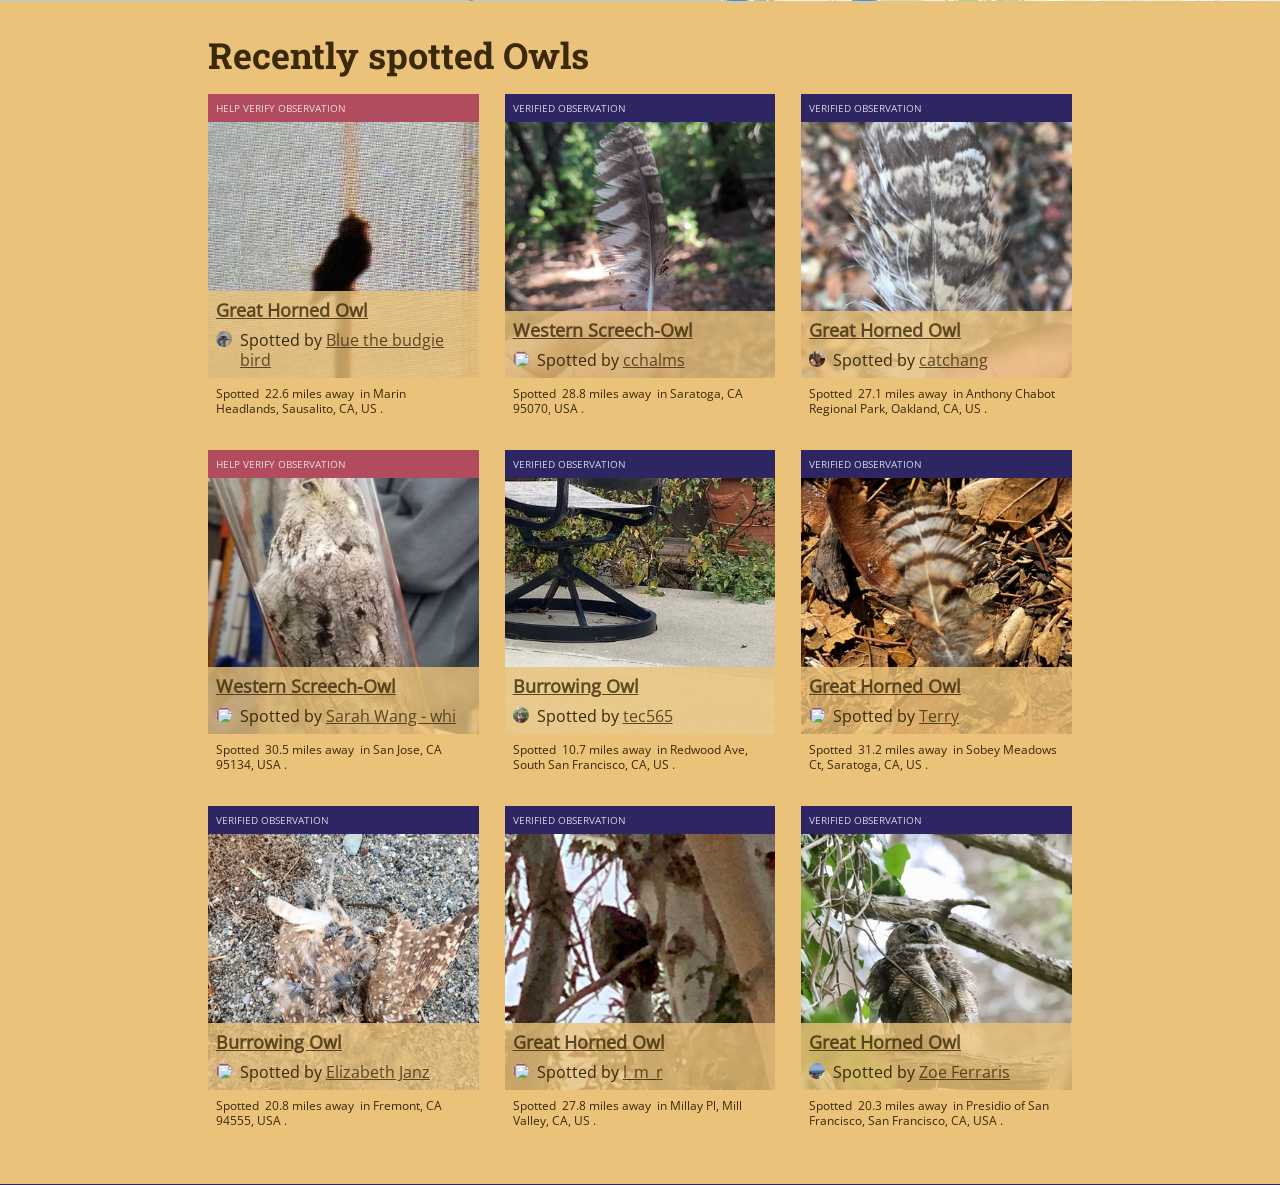 Recently spotted Owls
HELP VERIFY OBSERVATION
Great Horned Owl
Spotted by Blue the budgie
bird
Spotted 22.6 miles away in Marin
Headlands, Sausalito, CA, US .
VERIFIED OBSERVATION
Western Screech-Owl
Spotted by cchalms
Spotted 28.8 miles away in Saratoga, CA
95070, USA .
VERIFIED OBSERVATION
Great Horned Owl
Spotted by catchang
Spotted 27.1 miles away in Anthony Chabot
Regional Park, Oakland, CA, US .
HELP VERIFY OBSERVATION
Western Screech-Owl
Spotted by Sarah Wang - whi
Spotted 30.5 miles away in San Jose, CA
95134, USA .
VERIFIED OBSERVATION
Burrowing Owl
Spotted by tec565
Spotted 10.7 miles away in Redwood Ave,
South San Francisco, CA, US .
VERIFIED OBSERVATION
Great Horned Owl
Spotted by Terry
Spotted 31.2 miles away in Sobey Meadows
Ct, Saratoga, CA, US .
VERIFIED OBSERVATION
Burrowing Owl
Spotted by Elizabeth Janz
Spotted 20.8 miles away in Fremont, CA
94555, USA .
VERIFIED OBSERVATION
Great Horned Owl
Spotted by l_m_r
Spotted 27.8 miles away in Millay Pl, Mill
Valley, CA, US .
VERIFIED OBSERVATION
Great Horned Owl
Spotted by Zoe Ferraris
Spotted 20.3 miles away in Presidio of San
Francisco, San Francisco, CA, USA .